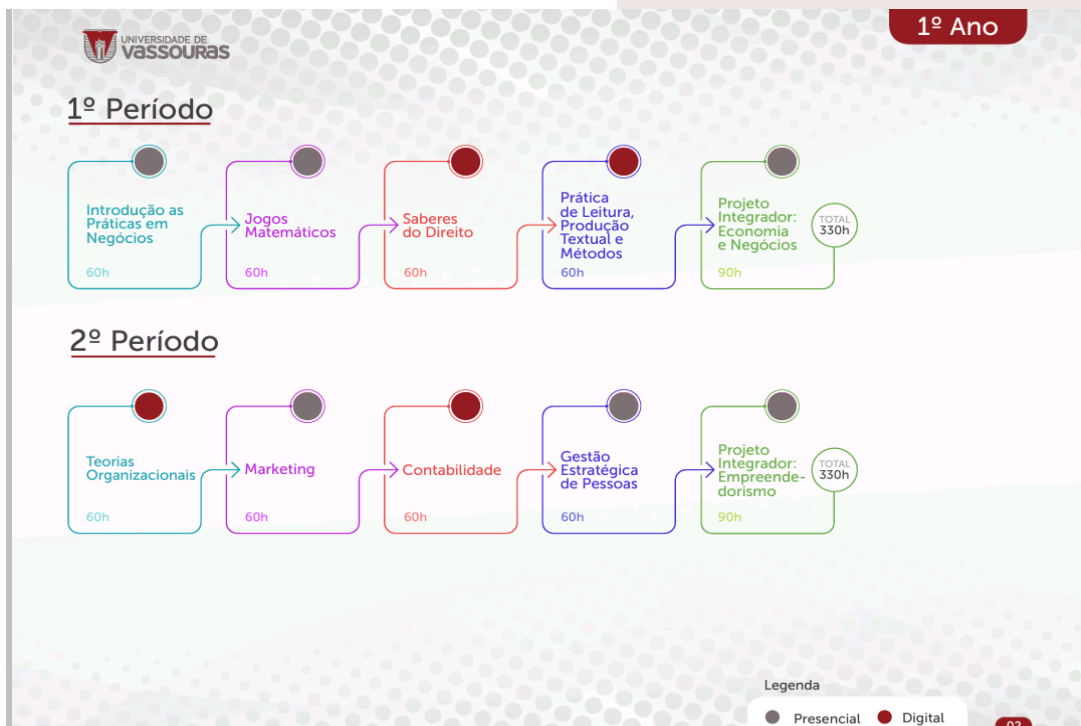 UNIVERSIDADE DE
VASSOURAS
1º Ano
1º Período
Introdução as
Práticas em
Negócios
60h
Jogos
Matemáticos
60h
Saberes
do Direito
60h
Prática
de Leitura,
Produção
Textual e
Métodos
60h
Projeto
Integrador:
Economia
e Negócios
90h
TOTAL
330h
2º Período
Teorias
Organizacionais
60h
Marketing
60h
Contabilidade
60h
Gestão
Estratégica
de Pessoas
60h
Projeto
Integrador:
Empreende-
dorismo
90h
TOTAL
330h
Legenda
Presencial
Digital